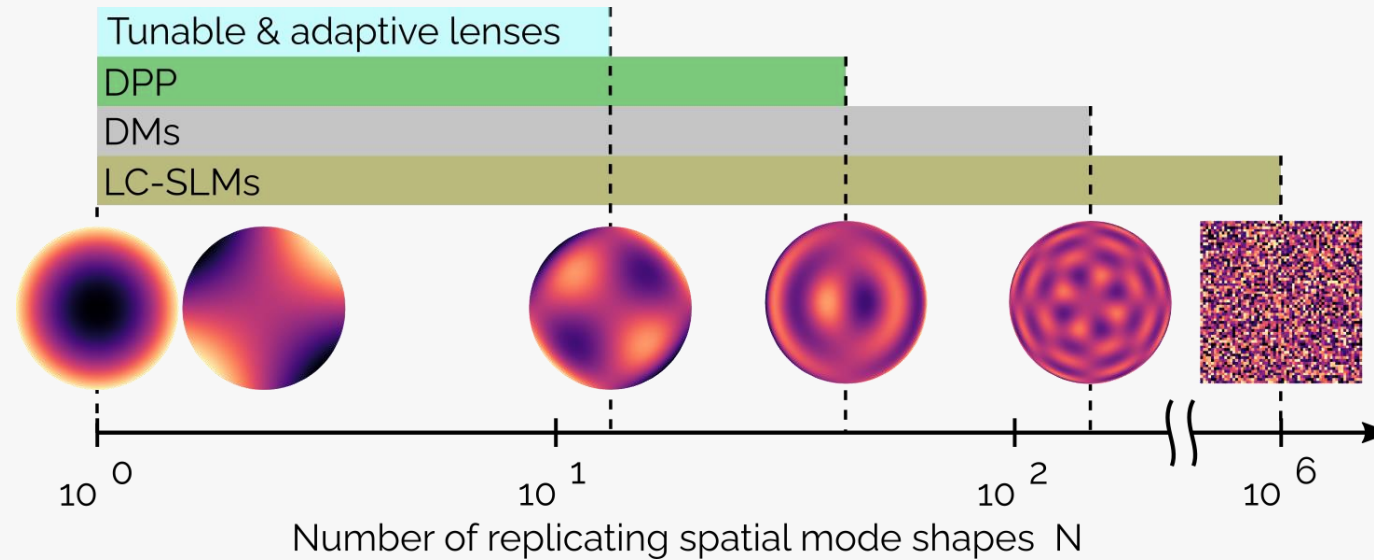 Tunable & adaptive lenses
DPP
DMs
LC-SLMs
10 0
10 1
10 2
10 6
Number of replicating spatial mode shapes N